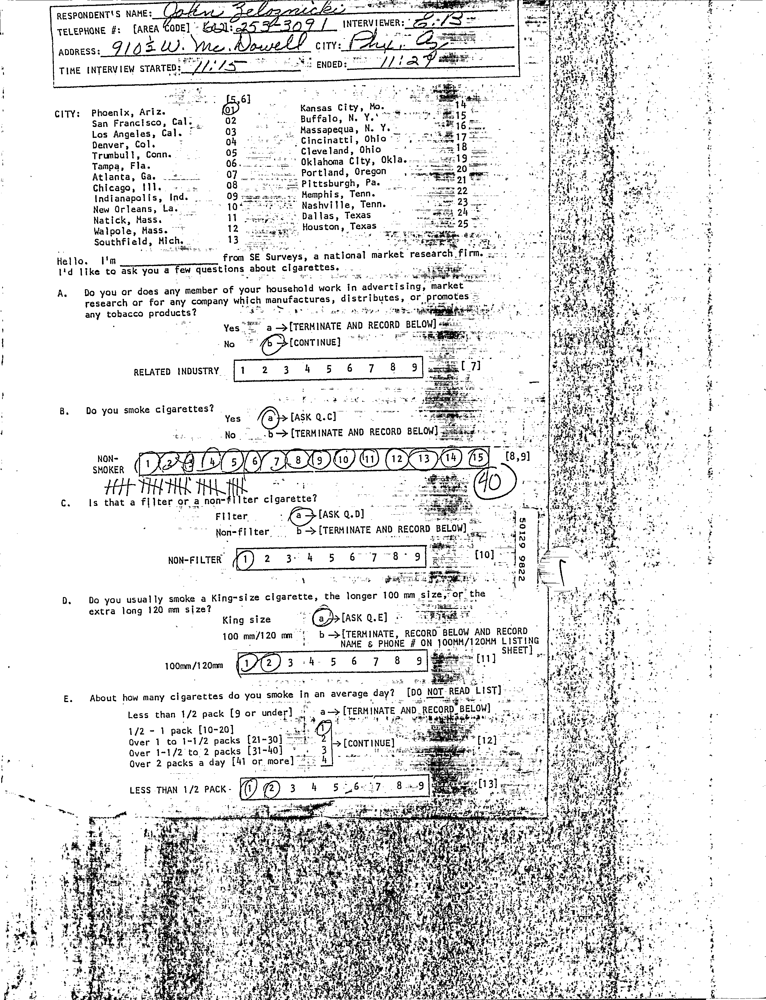 RESPONDENT'S NAME: John Zeloznicki
TELEPHONE #: [AREA CODE] 602: 253-3091 INTERVIEWER: E.B
ADDRESS: 9105 W. Mc. Dowell CITY: Phx, Az
TIME INTERVIEW STARTED: 11:15 ENDED: 11:29
[5,6]
CITY: Phoenix, Ariz. 01 Kansas City, Mo. 14
San Francisco, Cal. 02 Buffalo, N. Y. 15
Los Angeles, Cal. 03 Massapequa, N. Y. 16
Denver, Col. 04 Cincinatti, Ohio 17
Trumbull, Conn. 05 Cleveland, Ohio 18
Tampa, Fla. 06 Oklahoma City, Okla. 19
Atlanta, Ga. 07 Portland, Oregon 20
Chicago, Ill. 08 Pittsburgh, Pa. 21
Indianapolis, Ind. 09 Memphis, Tenn. 22
New Orleans, La. 10 Nashville, Tenn. 23
Natick, Mass. 11 Dallas, Texas 24
Walpole, Mass. 12 Houston, Texas 25
Southfield, Mich. 13
Hello. I'm ____________ from SE Surveys, a national market research firm.
I'd like to ask you a few questions about cigarettes.
A. Do you or does any member of your household work in advertising, market
research or for any company which manufactures, distributes, or promotes
any tobacco products?
Yes a → [TERMINATE AND RECORD BELOW]
No b → [CONTINUE]
RELATED INDUSTRY 1 2 3 4 5 6 7 8 9 [7]
B. Do you smoke cigarettes?
Yes a → [ASK Q.C]
No b → [TERMINATE AND RECORD BELOW]
NON-SMOKER 1 2 3 4 5 6 7 8 9 10 11 12 13 14 15 [8,9]
40
C. Is that a filter or a non-filter cigarette?
Filter a → [ASK Q.D]
Non-filter b → [TERMINATE AND RECORD BELOW]
NON-FILTER 1 2 3 4 5 6 7 8 9 [10]
50129 9822
D. Do you usually smoke a King-size cigarette, the longer 100 mm size, or the
extra long 120 mm size?
King size a → [ASK Q.E]
100 mm/120 mm b → [TERMINATE, RECORD BELOW AND RECORD
NAME & PHONE # ON 100MM/120MM LISTING
SHEET]
100mm/120mm 1 2 3 4 5 6 7 8 9 [11]
E. About how many cigarettes do you smoke in an average day? [DO NOT READ LIST]
Less than 1/2 pack [9 or under] a → [TERMINATE AND RECORD BELOW]
1/2 - 1 pack [10-20] 1
Over 1 to 1-1/2 packs [21-30] 2 → [CONTINUE] [12]
Over 1-1/2 to 2 packs [31-40] 3
Over 2 packs a day [41 or more] 4
LESS THAN 1/2 PACK 1 2 3 4 5 6 7 8 9 [13]